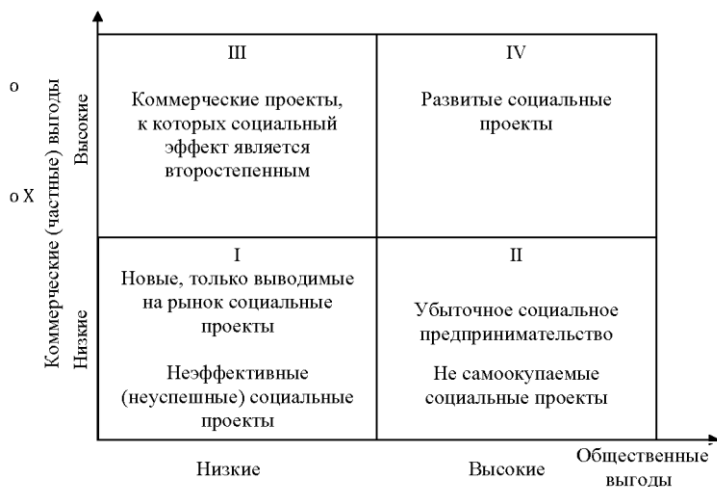 III
Коммерческие проекты,
к которых социальный
эффект является
второстепенным
IV
Развитые социальные
проекты
I
Новые, только выводимые
на рынок социальные
проекты
Неэффективные
(неуспешные) социальные
проекты
II
Убыточное социальное
предпринимательство
Не самоокупаемые
социальные проекты
Коммерческие (частные) выгоды
Высокие
Низкие
о
о Х
Низкие
Высокие
Общественные
выгоды